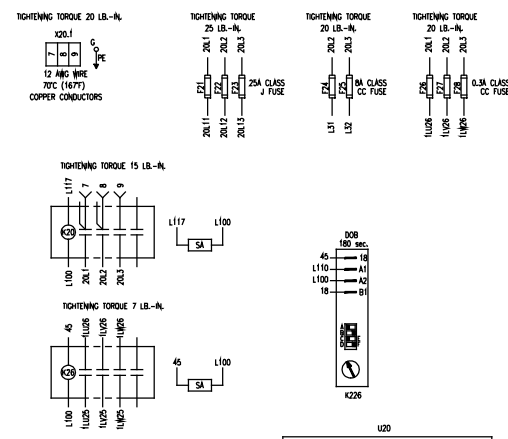 TIGHTENING TORQUE 20 LB.-IN.
X20.1
7 8 9
G
PE
12 AWG WIRE
70°C (167°F)
COPPER CONDUCTORS
TIGHTENING TORQUE
25 LB.-IN.
20L1 20L2 20L3
F21 F22 F23
25A CLASS
J FUSE
20L11 20L12 20L13
TIGHTENING TORQUE
20 LB.-IN.
20L2 20L3
F24 F25
8A CLASS
CC FUSE
L31 L32
TIGHTENING TORQUE
20 LB.-IN.
20L1 20L2 20L3
F26 F27 F28
0.3A CLASS
CC FUSE
1LU26 1LV26 1LW26
TIGHTENING TORQUE 15 LB.-IN.
L117 7 8 9
K20
L100 20L1 20L2 20L3
L117 L100
SA
TIGHTENING TORQUE 7 LB.-IN.
45 1LU26 1LV26 1LW26
K26
L100 1LU25 1LV25 1LW25
45 L100
SA
DOB
180 sec.
45 18
L110 A1
L100 A2
18 B1
K226
U20